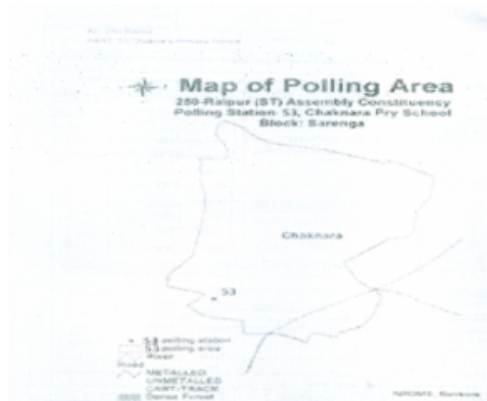 Map of Polling Area
250-Raipur (ST) Assembly Constituency
Polling Station- 53, Chaknara Pry School
Block: Sarenga
Chaknara
53
53 polling station
53 polling area
River
Road
METALLED
UNMETALLED
CART-TRACK
Dense Forest